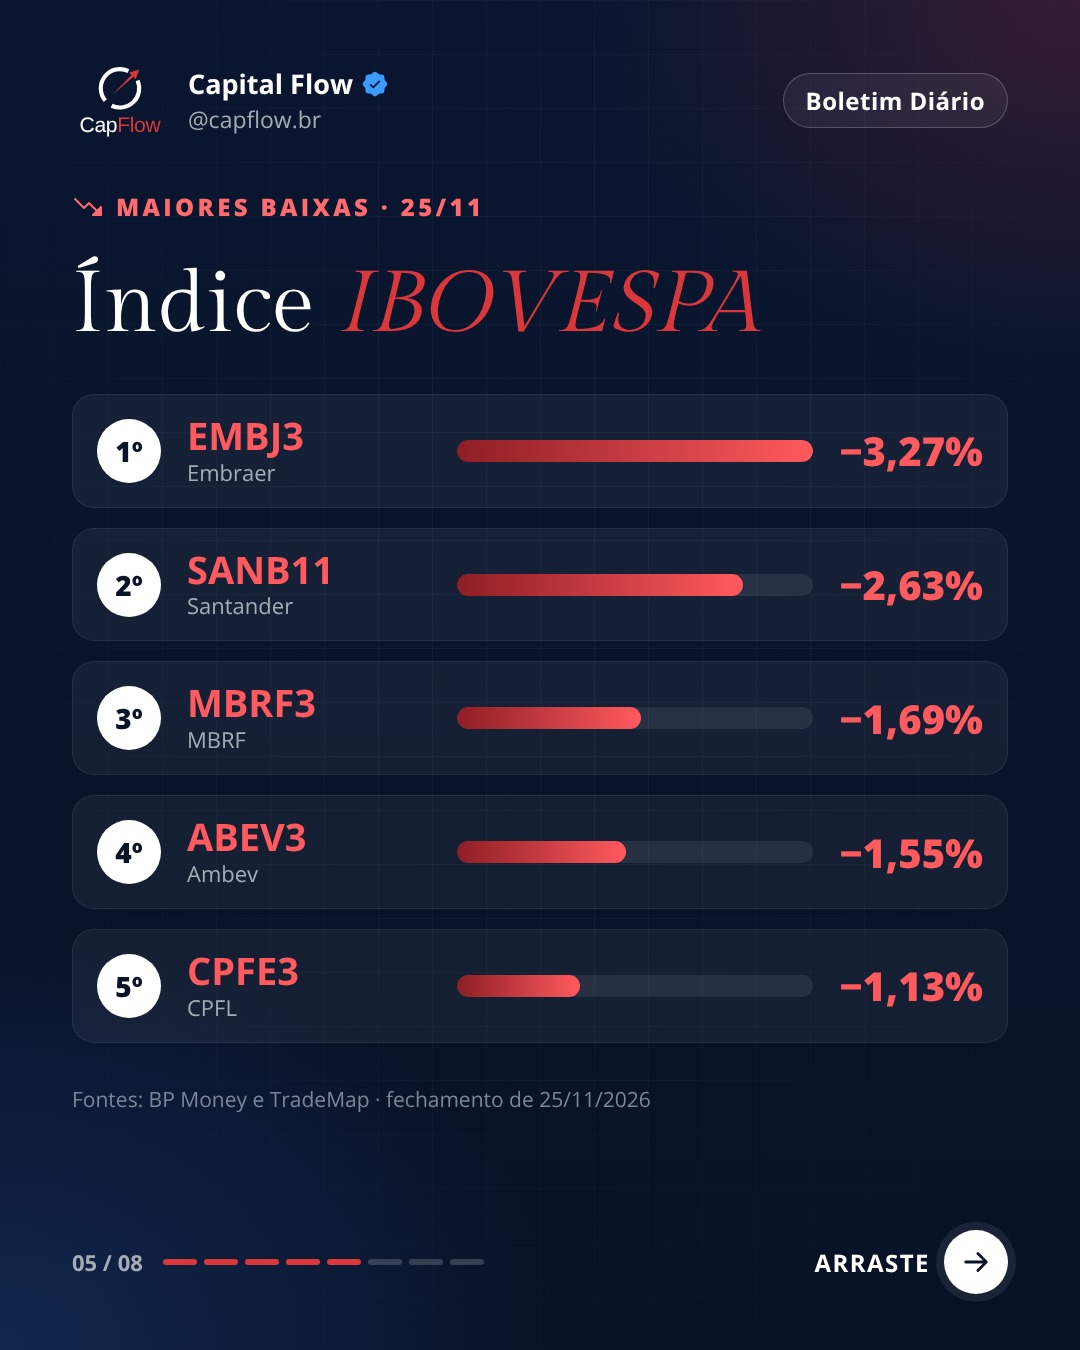 CapFlow
Capital Flow
@capflow.br
Boletim Diário
MAIORES BAIXAS · 25/11
Índice IBOVESPA
1º
EMBJ3
Embraer
−3,27%
2º
SANB11
Santander
−2,63%
3º
MBRF3
MBRF
−1,69%
4º
ABEV3
Ambev
−1,55%
5º
CPFE3
CPFL
−1,13%
Fontes: BP Money e TradeMap · fechamento de 25/11/2026
05 / 08
ARRASTE